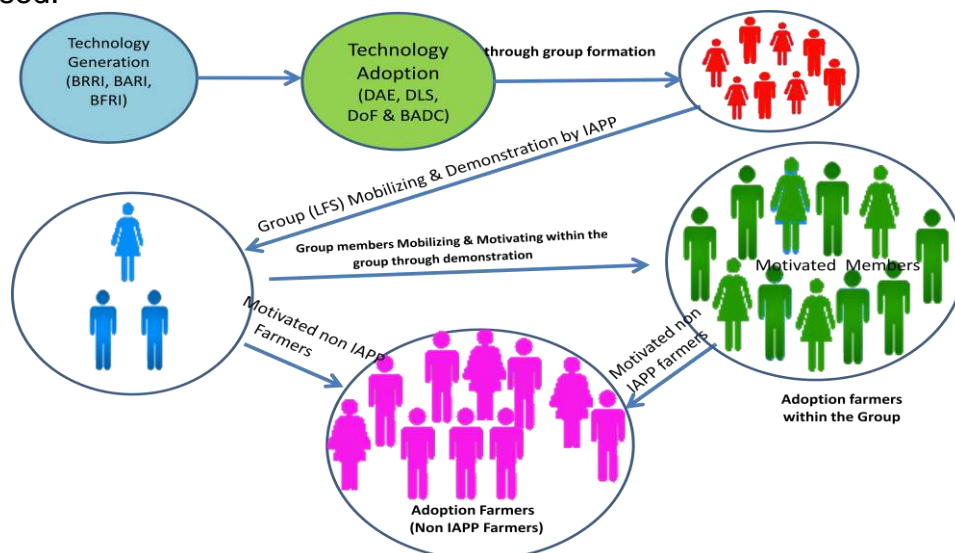 Technology
Generation
(BRRI, BARI,
BFRI)
Technology
Adoption
(DAE, DLS,
DoF & BADC)
through group formation
Group (LFS) Mobilizing & Demonstration by IAPP
Group members Mobilizing & Motivating within the
group through demonstration
Motivated Members
Motivated non IAPP
Farmers
Motivated non
IAPP farmers
Adoption farmers
within the Group
Adoption Farmers
(Non IAPP Farmers)